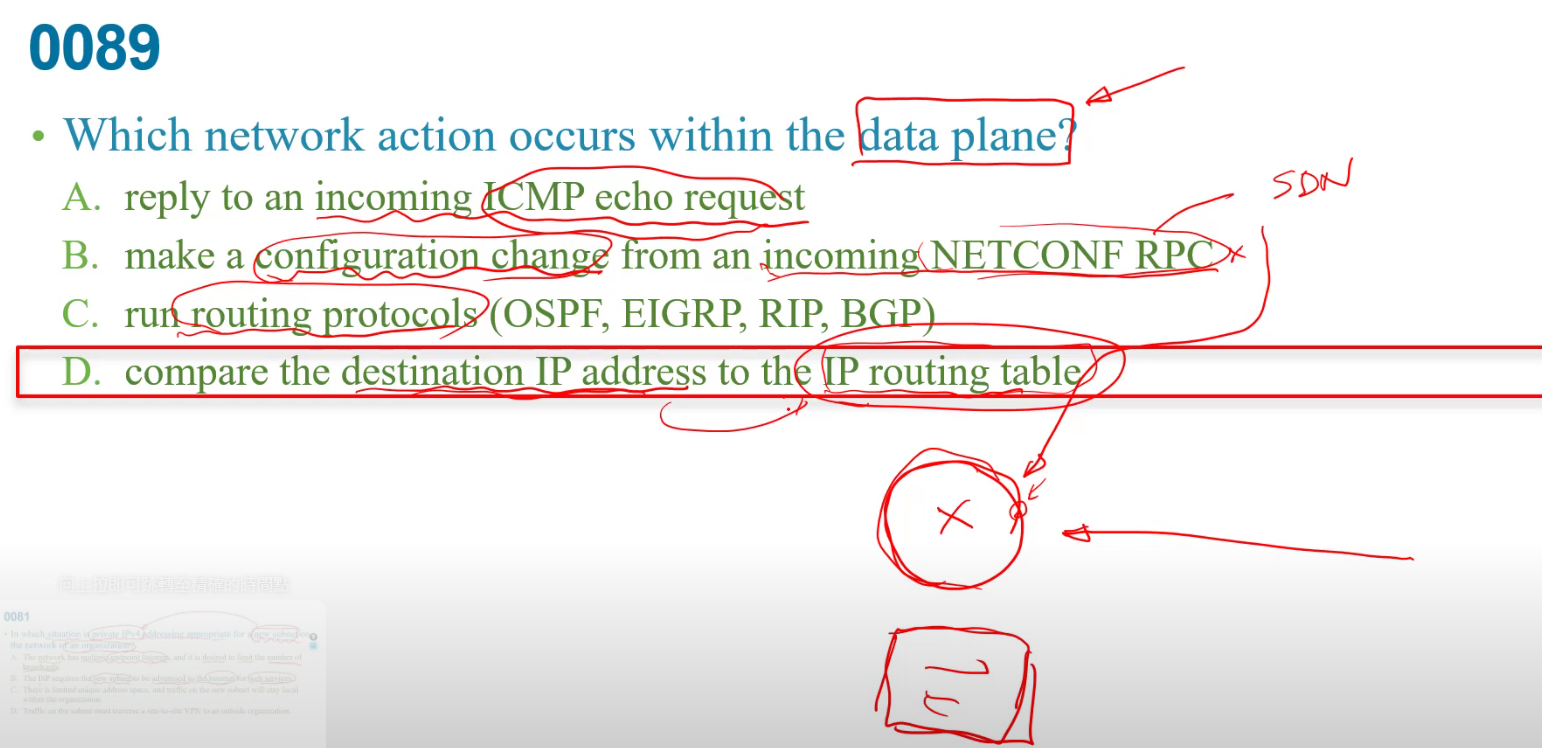 0089
• Which network action occurs within the data plane?
A. reply to an incoming ICMP echo request
SDN
B. make a configuration change from an incoming NETCONF RPC
C. run routing protocols (OSPF, EIGRP, RIP, BGP)
D. compare the destination IP address to the IP routing table
0081
• In which situation is private IPv4 addressing appropriate for a new subnet on
the network of an organization?
A. The network has multiple endpoint listeners, and it is desired to limit the number of
broadcasts.
B. The ISP requires the new subnet to be advertised to the internet for web services.
C. There is limited unique address space, and traffic on the new subnet will stay local
within the organization.
D. Traffic on the subnet must traverse a site-to-site VPN to an outside organization.